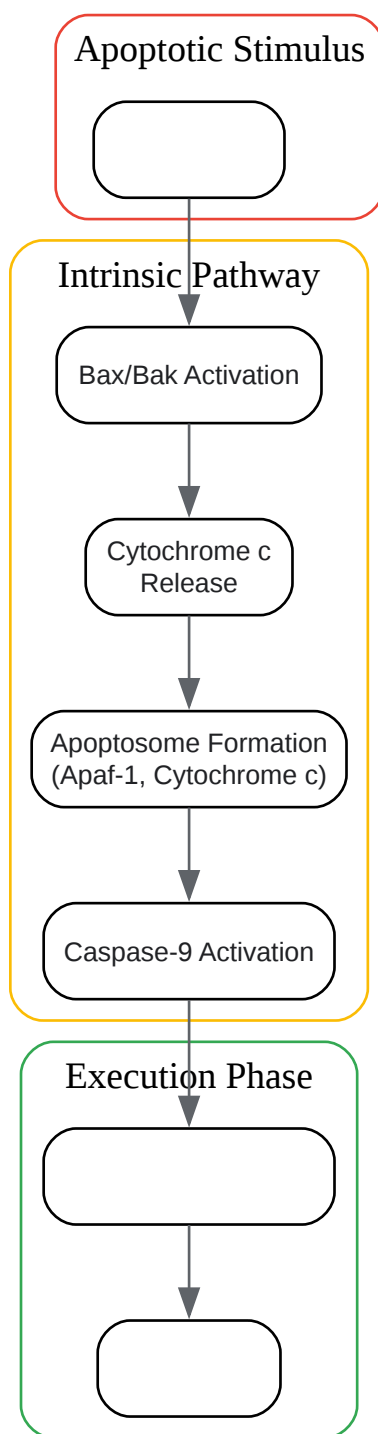 Apoptotic Stimulus
Intrinsic Pathway
Bax/Bak Activation
Cytochrome c
Release
Apoptosome Formation
(Apaf-1, Cytochrome c)
Caspase-9 Activation
Execution Phase